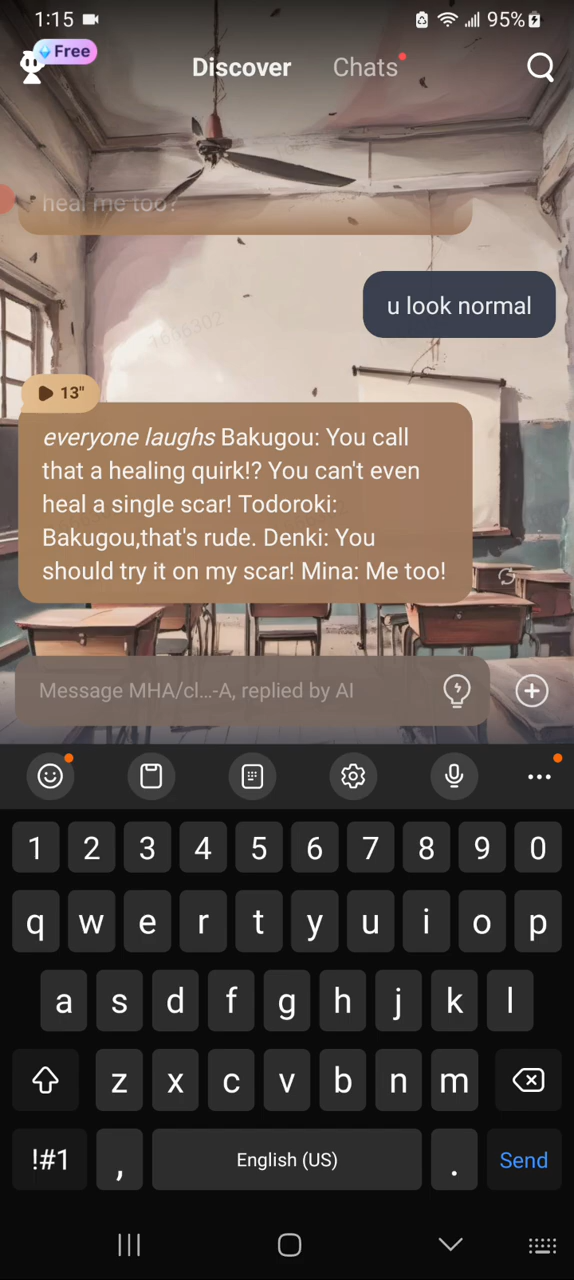 1:15 95%
Free
Discover Chats
heal me too?
u look normal
1606302
13"
everyone laughs Bakugou: You call
that a healing quirk!? You can't even
heal a single scar! Todoroki:
Bakugou,that's rude. Denki: You
should try it on my scar! Mina: Me too!
Message MHA/cl...-A, replied by AI
1 2 3 4 5 6 7 8 9 0
q w e r t y u i o p
a s d f g h j k l
z x c v b n m
!#1 , English (US) . Send